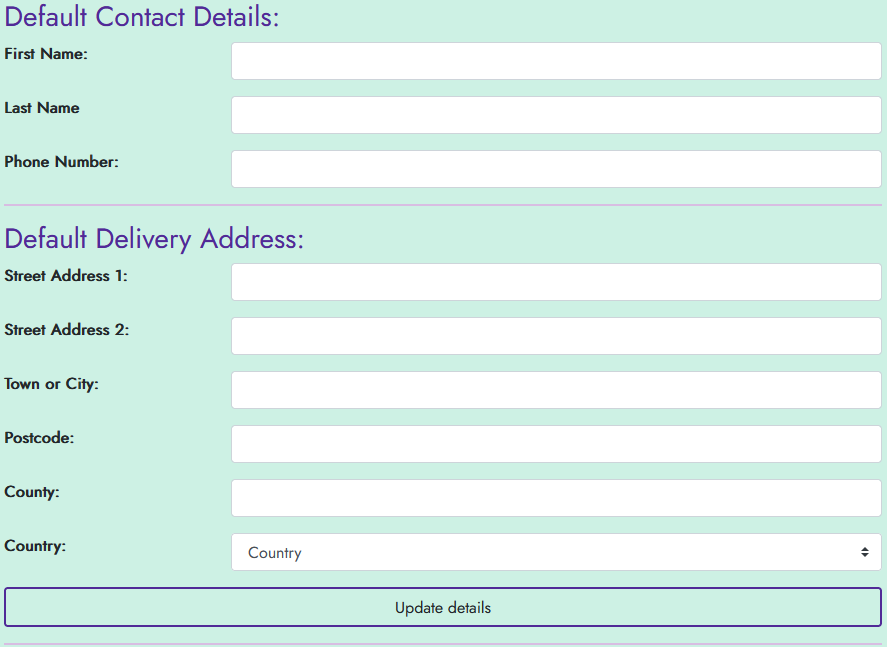 Default Contact Details:
First Name:
Last Name
Phone Number:
Default Delivery Address:
Street Address 1:
Street Address 2:
Town or City:
Postcode:
County:
Country:
Country
Update details